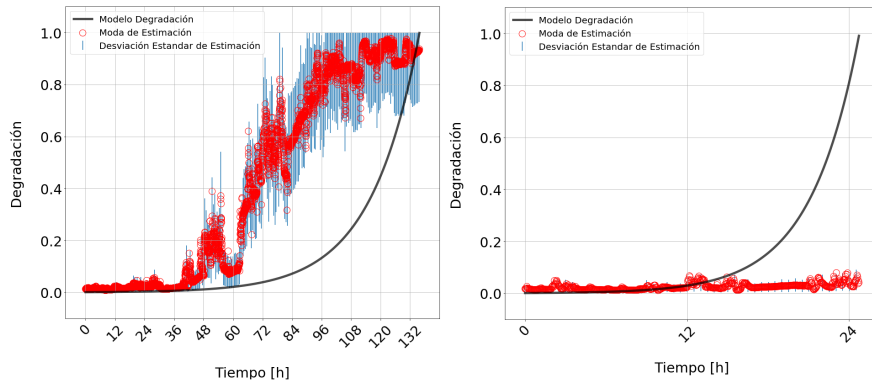 Modelo Degradación
Moda de Estimación
Desviación Estandar de Estimación
1.0
0.8
0.6
0.4
0.2
0.0
Degradación
0
12
24
36
48
60
72
84
96
108
120
132
Tiempo [h]
Modelo Degradación
Moda de Estimación
Desviación Estandar de Estimación
1.0
0.8
0.6
0.4
0.2
0.0
Degradación
0
12
24
Tiempo [h]